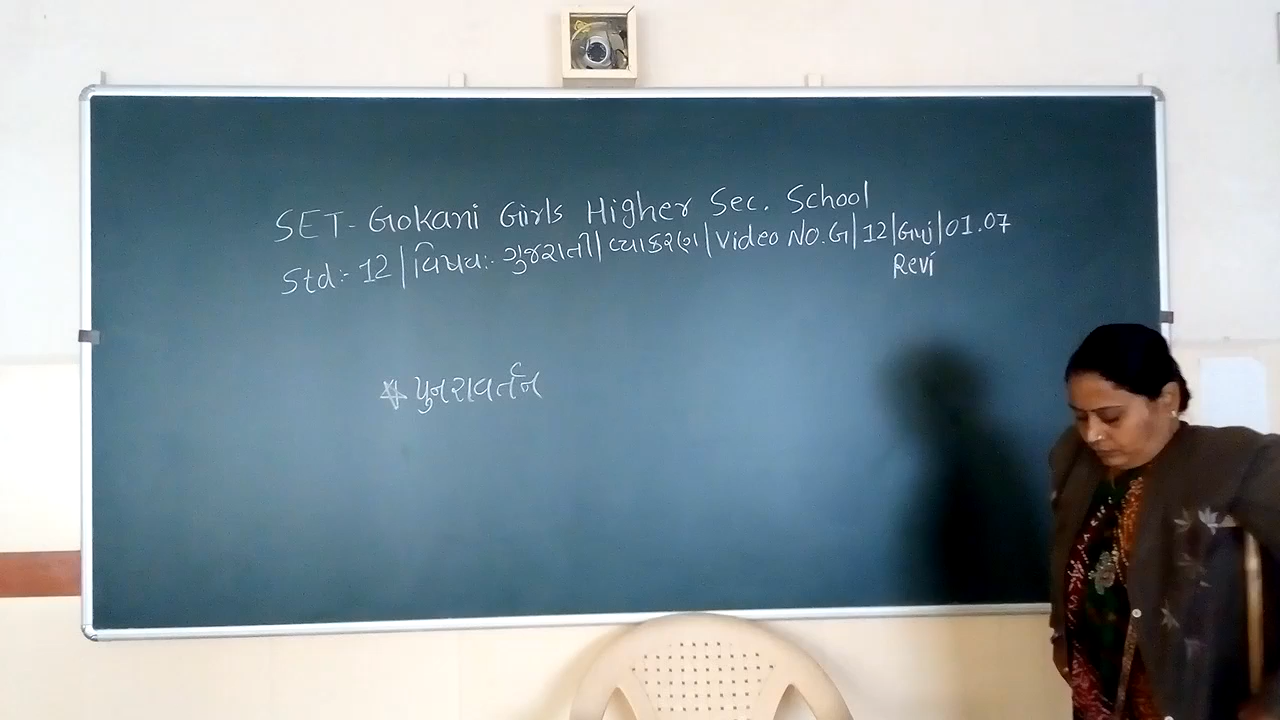 SET- Gokani Girls Higher Sec. School
Std:- 12 | વિષય:- ગુજરાતી | વ્યાકરણ | Video NO. G | 12 | Guj | 01.07
Revi
☆ પુનરાવર્તન